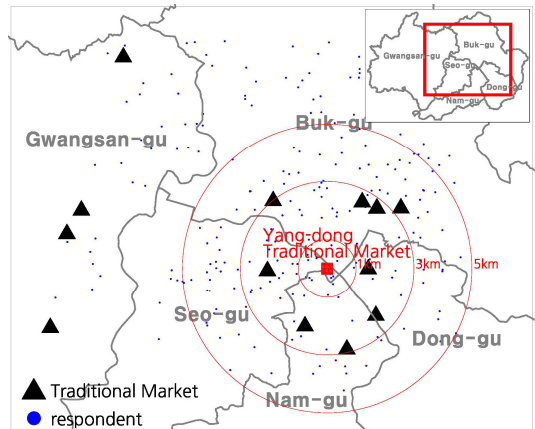 Gwangsan-gu
Buk-gu
Seo-gu
Dong-gu
Nam-gu
Buk-gu
Gwangsan-gu
Yang-dong
Traditional Market
1km
3km
5km
Seo-gu
Dong-gu
Nam-gu
Traditional Market
respondent